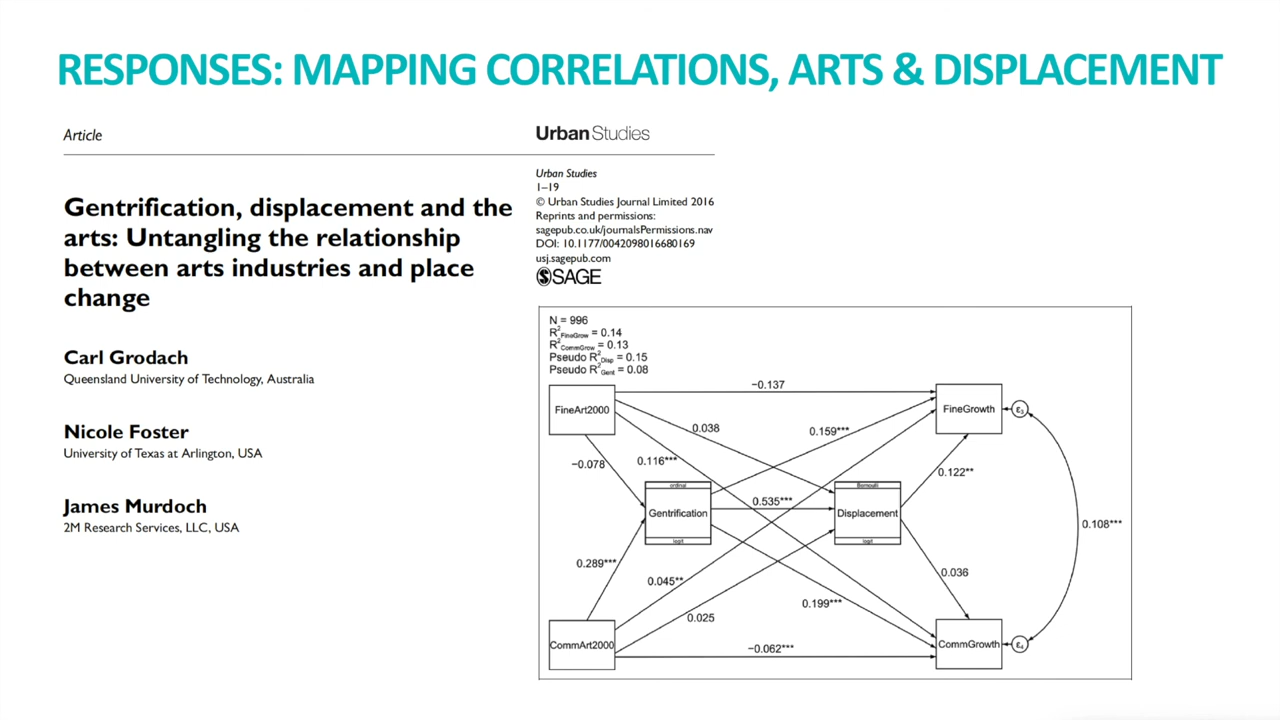 RESPONSES: MAPPING CORRELATIONS, ARTS & DISPLACEMENT
Article
Urban Studies
Gentrification, displacement and the
arts: Untangling the relationship
between arts industries and place
change
Carl Grodach
Queensland University of Technology, Australia
Nicole Foster
University of Texas at Arlington, USA
James Murdoch
2M Research Services, LLC, USA
Urban Studies
1–19
© Urban Studies Journal Limited 2016
Reprints and permissions:
sagepub.co.uk/journalsPermissions.nav
DOI: 10.1177/0042098016680169
usj.sagepub.com
SAGE
N = 996
R²FineGrow = 0.14
R²CommGrow = 0.13
Pseudo R²Disp = 0.15
Pseudo R²Gent = 0.08
−0.137
FineArt2000
FineGrowth
ε3
0.038
0.159***
−0.078
0.116***
0.122**
ordinal
Gentrification
logit
0.535***
Bernoulli
Displacement
logit
0.108***
0.289***
0.045**
0.036
0.199***
0.025
CommArt2000
−0.062***
CommGrowth
ε4